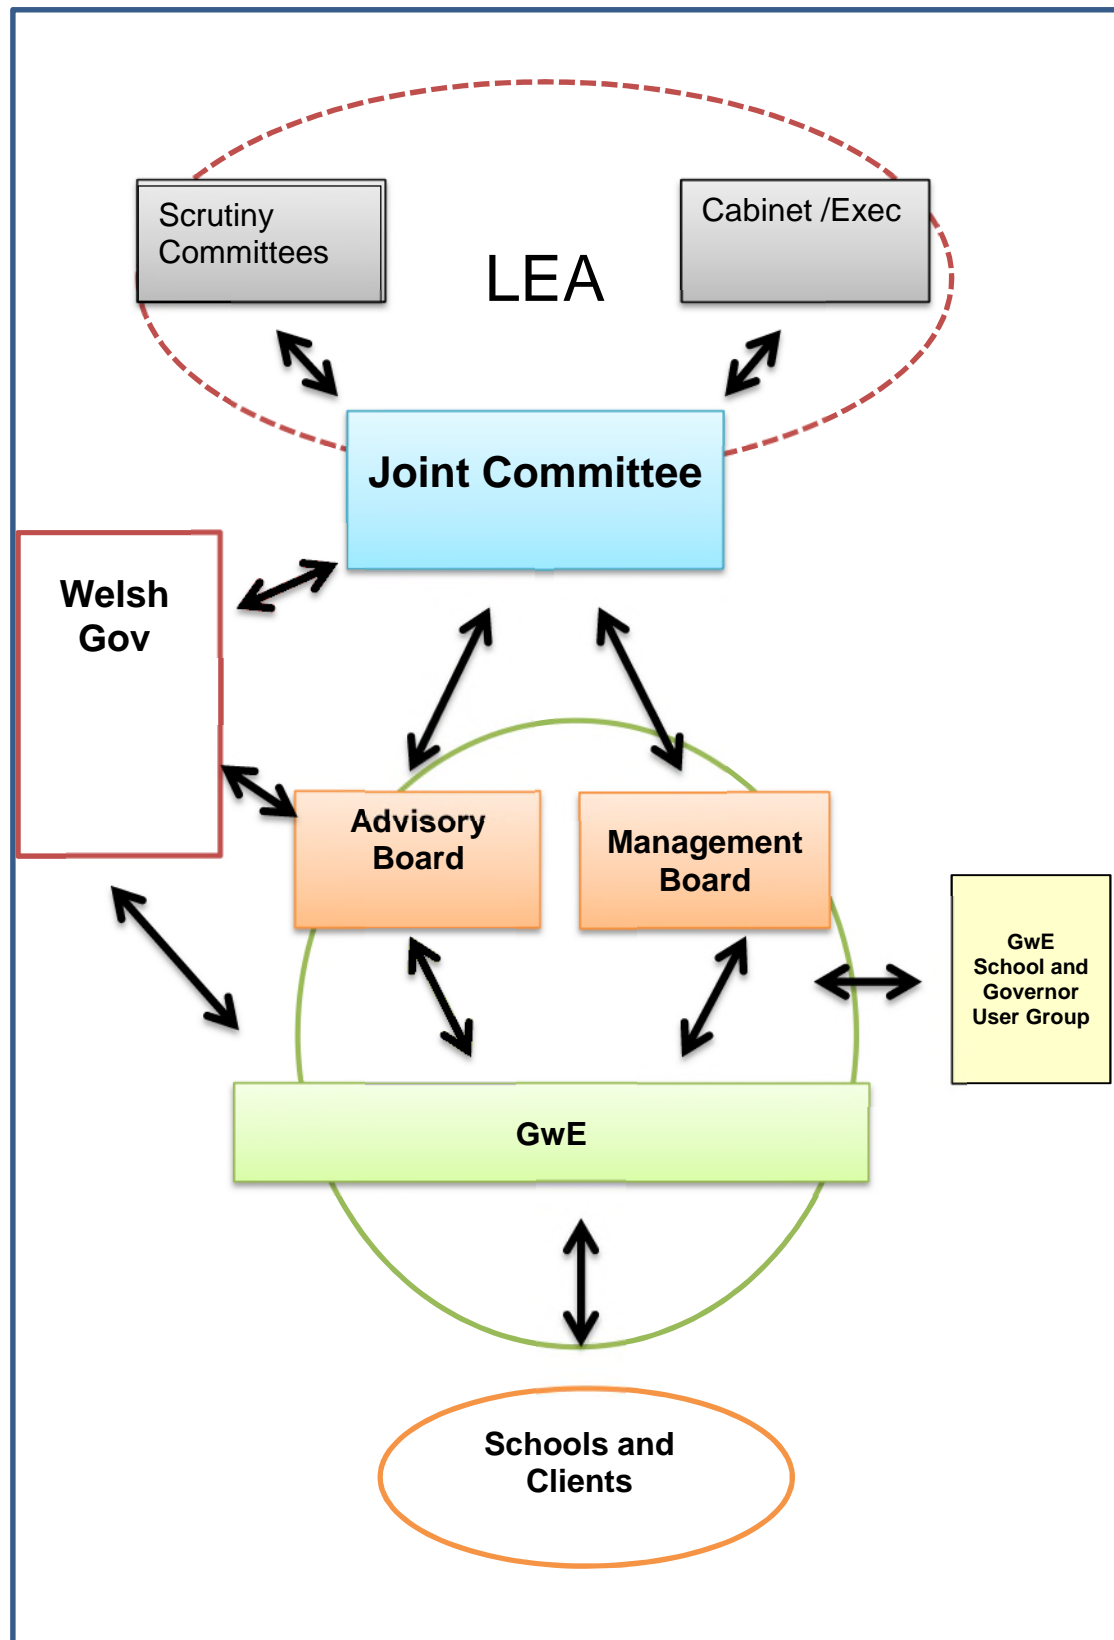 Scrutiny
Committees
Cabinet /Exec
LEA
Joint Committee
Welsh
Gov
Advisory
Board
Management
Board
GwE
School and
Governor
User Group
GwE
Schools and
Clients